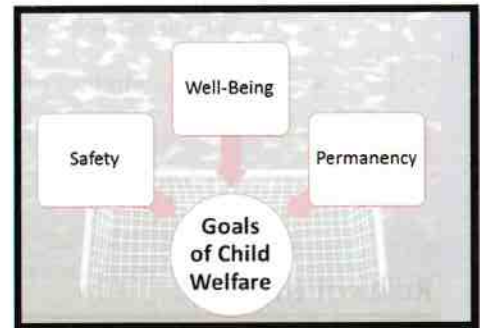 Well-Being
Safety
Permanency
Goals
of Child
Welfare